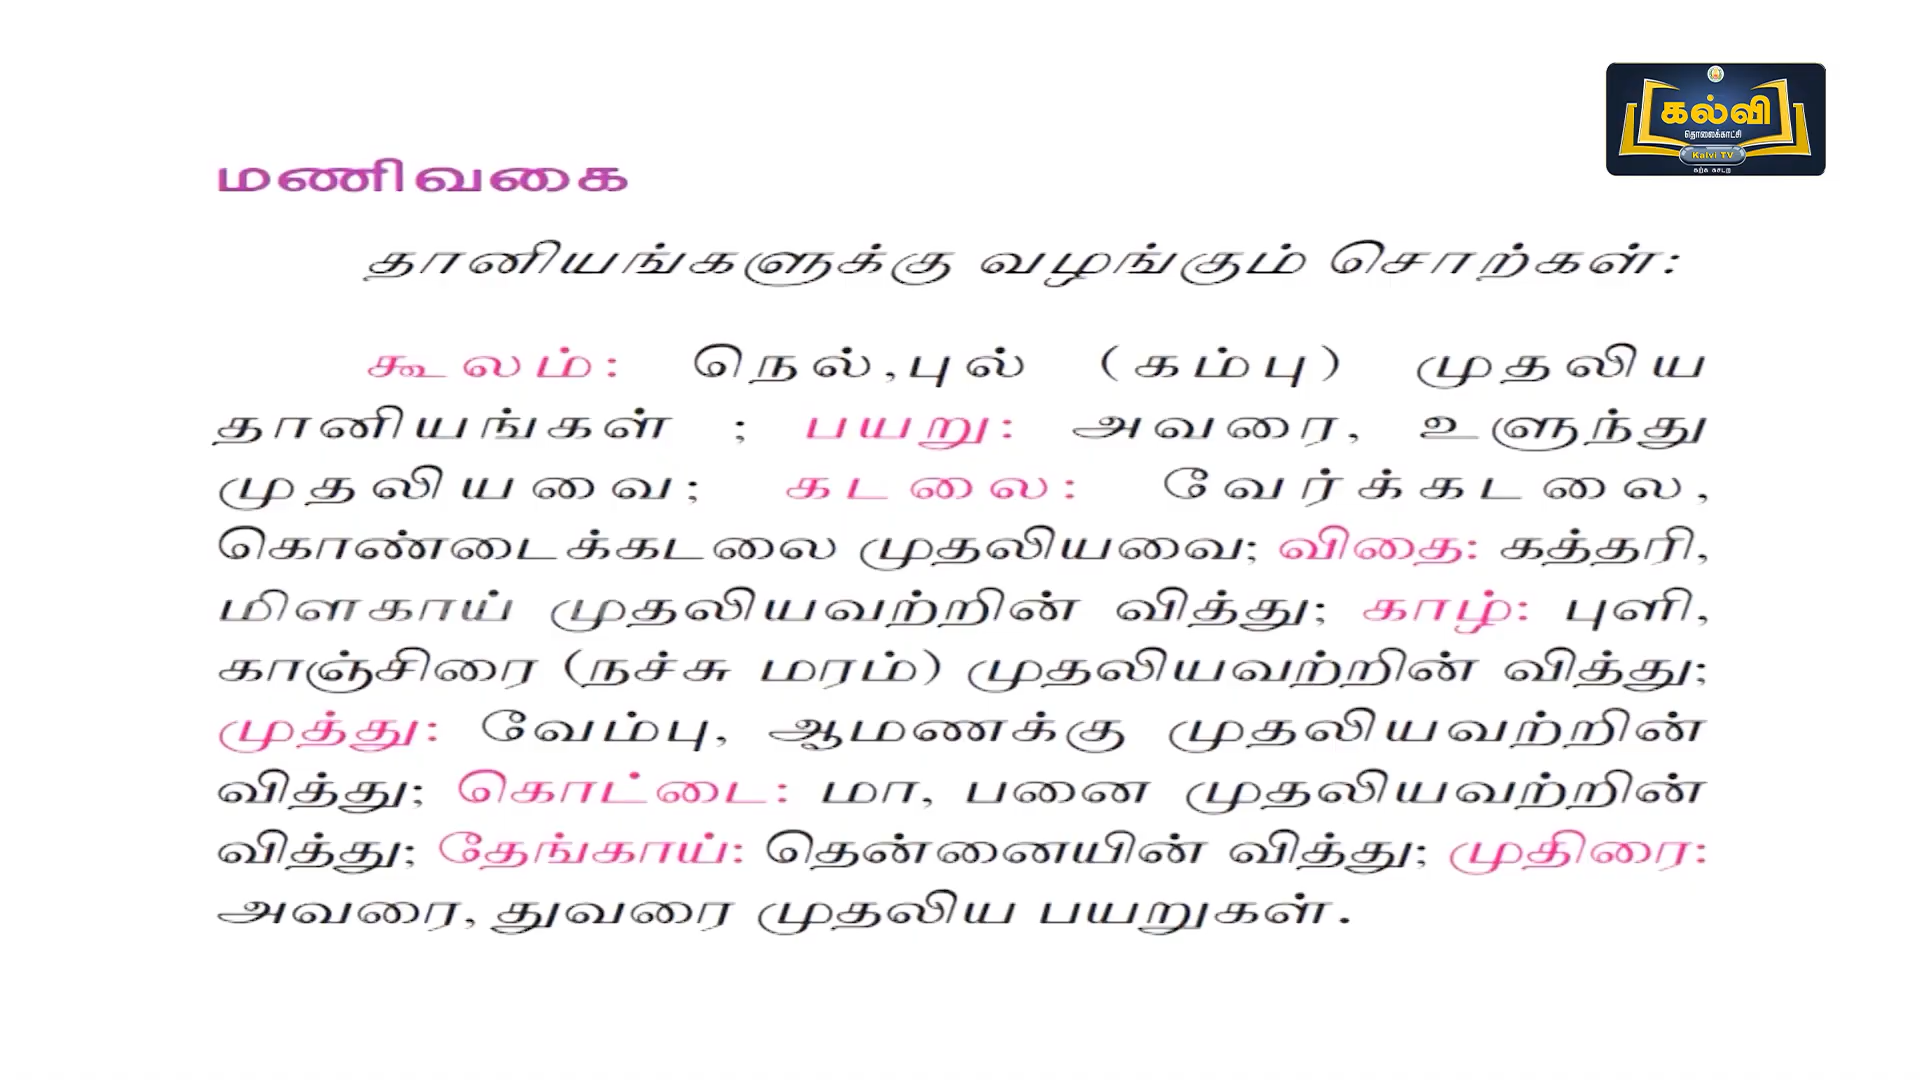 கல்வி
தொலைக்காட்சி
Kalvi TV
கற்க கசடற
மணிவகை
தானியங்களுக்கு வழங்கும் சொற்கள்:
கூலம்: நெல்,புல் (கம்பு) முதலிய
தானியங்கள் ; பயறு: அவரை, உளுந்து
முதலியவை; கடலை: வேர்க்கடலை,
கொண்டைக்கடலை முதலியவை; விதை: கத்தரி,
மிளகாய் முதலியவற்றின் வித்து; காழ்: புளி,
காஞ்சிரை (நச்சு மரம்) முதலியவற்றின் வித்து;
முத்து: வேம்பு, ஆமணக்கு முதலியவற்றின்
வித்து; கொட்டை: மா, பனை முதலியவற்றின்
வித்து; தேங்காய்: தென்னையின் வித்து; முதிரை:
அவரை, துவரை முதலிய பயறுகள்.